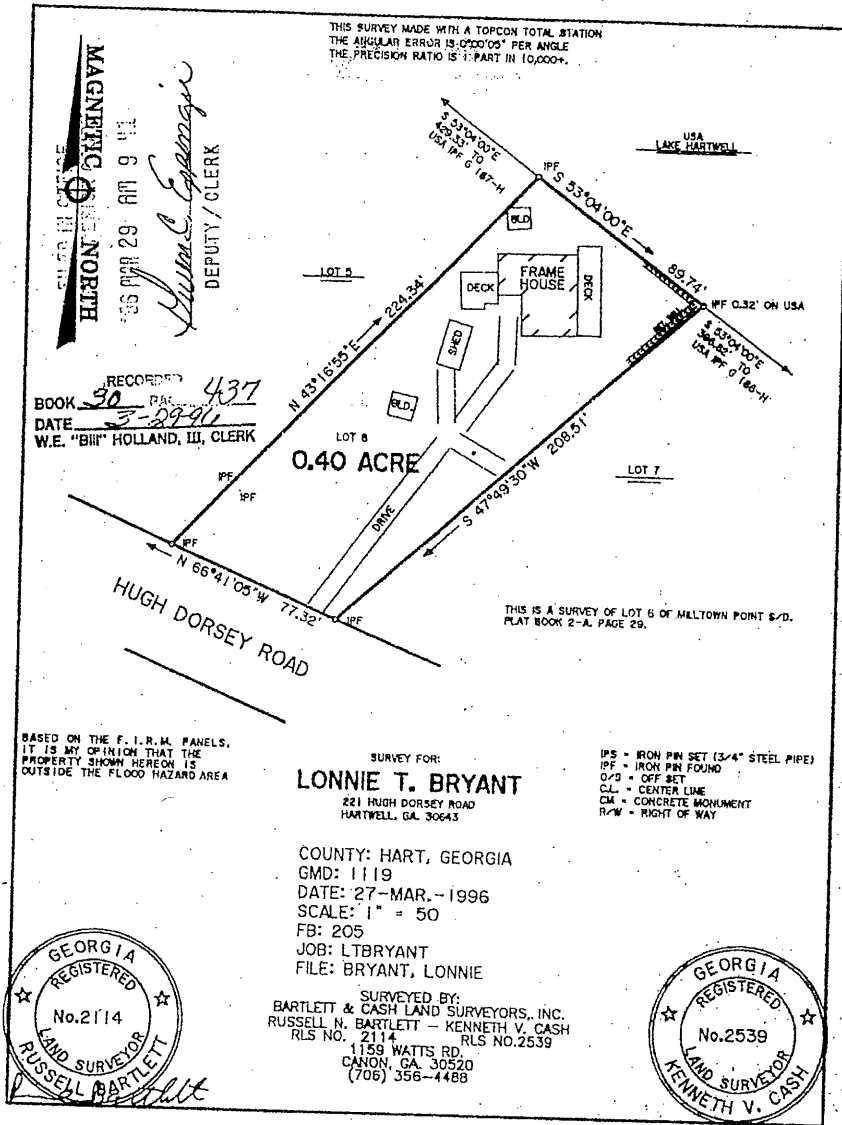 THIS SURVEY MADE WITH A TOPCON TOTAL STATION
THE ANGULAR ERROR IS 0°00'05" PER ANGLE
THE PRECISION RATIO IS 1 PART IN 10,000+.
MAGNETIC NORTH
'96 MAR 29 AM 9
DEPUTY/CLERK
RECORDED
BOOK 30 PAGE 437
DATE 3-29-96
W.E. "Bill" HOLLAND, III, CLERK
S 53°04'00"E
429.33' TO
USA IPF G 187-H
USA
LAKE HARTWELL
IPF
S 53°04'00"E
89.74'
IPF 0.32' ON USA
S 53°04'00"E
TO
USA IPF G 188-H
BLD
LOT 5
DECK
FRAME
HOUSE
DECK
SHED
BLD.
N 43°16'55"E 224.34'
LOT 6
0.40 ACRE
LOT 7
S 47°49'30"W 208.51'
DRIVE
IPF
IPF
IPF
N 66°41'05"W 77.32'
IPF
HUGH DORSEY ROAD
THIS IS A SURVEY OF LOT 6 OF MILLTOWN POINT S/D.
PLAT BOOK 2-A, PAGE 29.
BASED ON THE F.I.R.M. PANELS,
IT IS MY OPINION THAT THE
PROPERTY SHOWN HEREON IS
OUTSIDE THE FLOOD HAZARD AREA
SURVEY FOR:
LONNIE T. BRYANT
221 HUGH DORSEY ROAD
HARTWELL, GA. 30643
IPS = IRON PIN SET (3/4" STEEL PIPE)
IPF = IRON PIN FOUND
O/S = OFF SET
C.L. = CENTER LINE
CM = CONCRETE MONUMENT
R/W = RIGHT OF WAY
COUNTY: HART, GEORGIA
GMD: 1119
DATE: 27-MAR.-1996
SCALE: 1" = 50
FB: 205
JOB: LTBRYANT
FILE: BRYANT, LONNIE
SURVEYED BY:
BARTLETT & CASH LAND SURVEYORS, INC.
RUSSELL N. BARTLETT - KENNETH V. CASH
RLS NO. 2114 RLS NO.2539
1159 WATTS RD.
CANON, GA. 30520
(706) 356-4488
GEORGIA
REGISTERED
No.2114
LAND SURVEYOR
RUSSELL BARTLETT
GEORGIA
REGISTERED
No.2539
LAND SURVEYOR
KENNETH V. CASH